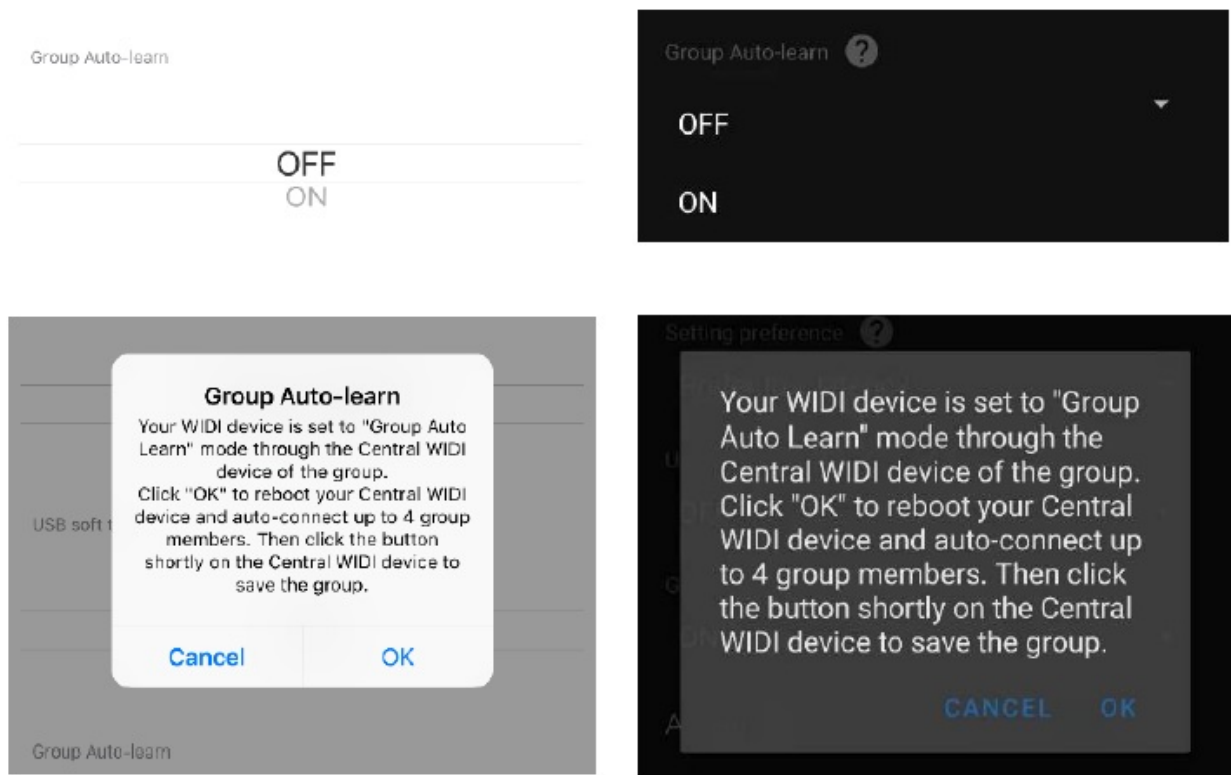 Group Auto-learn
OFF
ON
Group Auto-learn ?
OFF
ON
Group Auto-learn
Your WIDI device is set to "Group Auto
Learn" mode through the Central WIDI
device of the group.
Click "OK" to reboot your Central WIDI
device and auto-connect up to 4 group
members. Then click the button
shortly on the Central WIDI device to
save the group.
Cancel OK
USB soft t
Group Auto-learn
Setting preference ?
Your WIDI device is set to "Group
Auto Learn" mode through the
Central WIDI device of the group.
Click "OK" to reboot your Central
WIDI device and auto-connect up
to 4 group members. Then click
the button shortly on the Central
WIDI device to save the group.
CANCEL OK